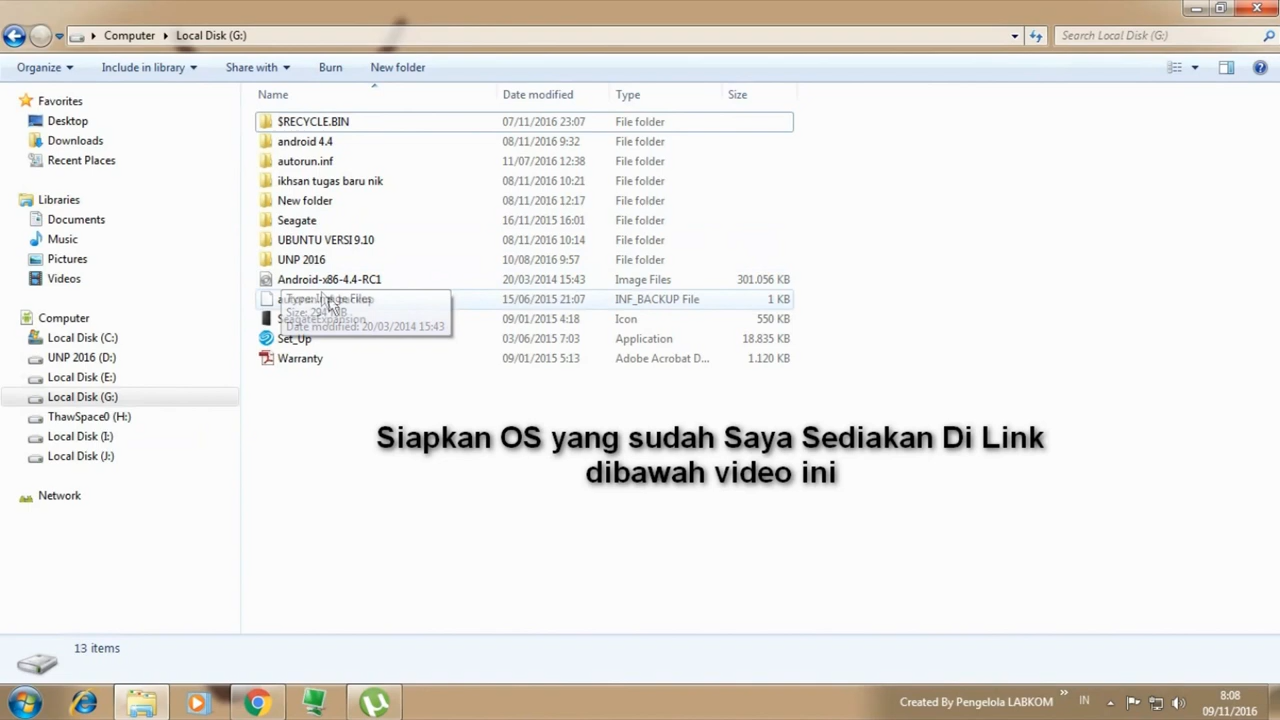 Computer Local Disk (G:) Search Local Disk (G:)
Organize Include in library Share with Burn New folder
Name Date modified Type Size
Favorites
Desktop
Downloads
Recent Places
Libraries
Documents
Music
Pictures
Videos
Computer
Local Disk (C:)
UNP 2016 (D:)
Local Disk (E:)
Local Disk (G:)
ThawSpace0 (H:)
Local Disk (I:)
Local Disk (J:)
Network
$RECYCLE.BIN 07/11/2016 23:07 File folder
android 4.4 08/11/2016 9:32 File folder
autorun.inf 11/07/2016 12:38 File folder
ikhsan tugas baru nik 08/11/2016 10:21 File folder
New folder 08/11/2016 12:17 File folder
Seagate 16/11/2015 16:01 File folder
UBUNTU VERSI 9.10 08/11/2016 10:14 File folder
UNP 2016 10/08/2016 9:57 File folder
Android-x86-4.4-RC1 20/03/2014 15:43 Image Files 301.056 KB
15/06/2015 21:07 INF_BACKUP File 1 KB
SeagateExpansion 09/01/2015 4:18 Icon 550 KB
Set_Up 03/06/2015 7:03 Application 18.835 KB
Warranty 09/01/2015 5:13 Adobe Acrobat D... 1.120 KB
Type: Image Files
Size: 294 MB
Date modified: 20/03/2014 15:43
Siapkan OS yang sudah Saya Sediakan Di Link
dibawah video ini
13 items
Created By Pengelola LABKOM » IN 8:08
09/11/2016